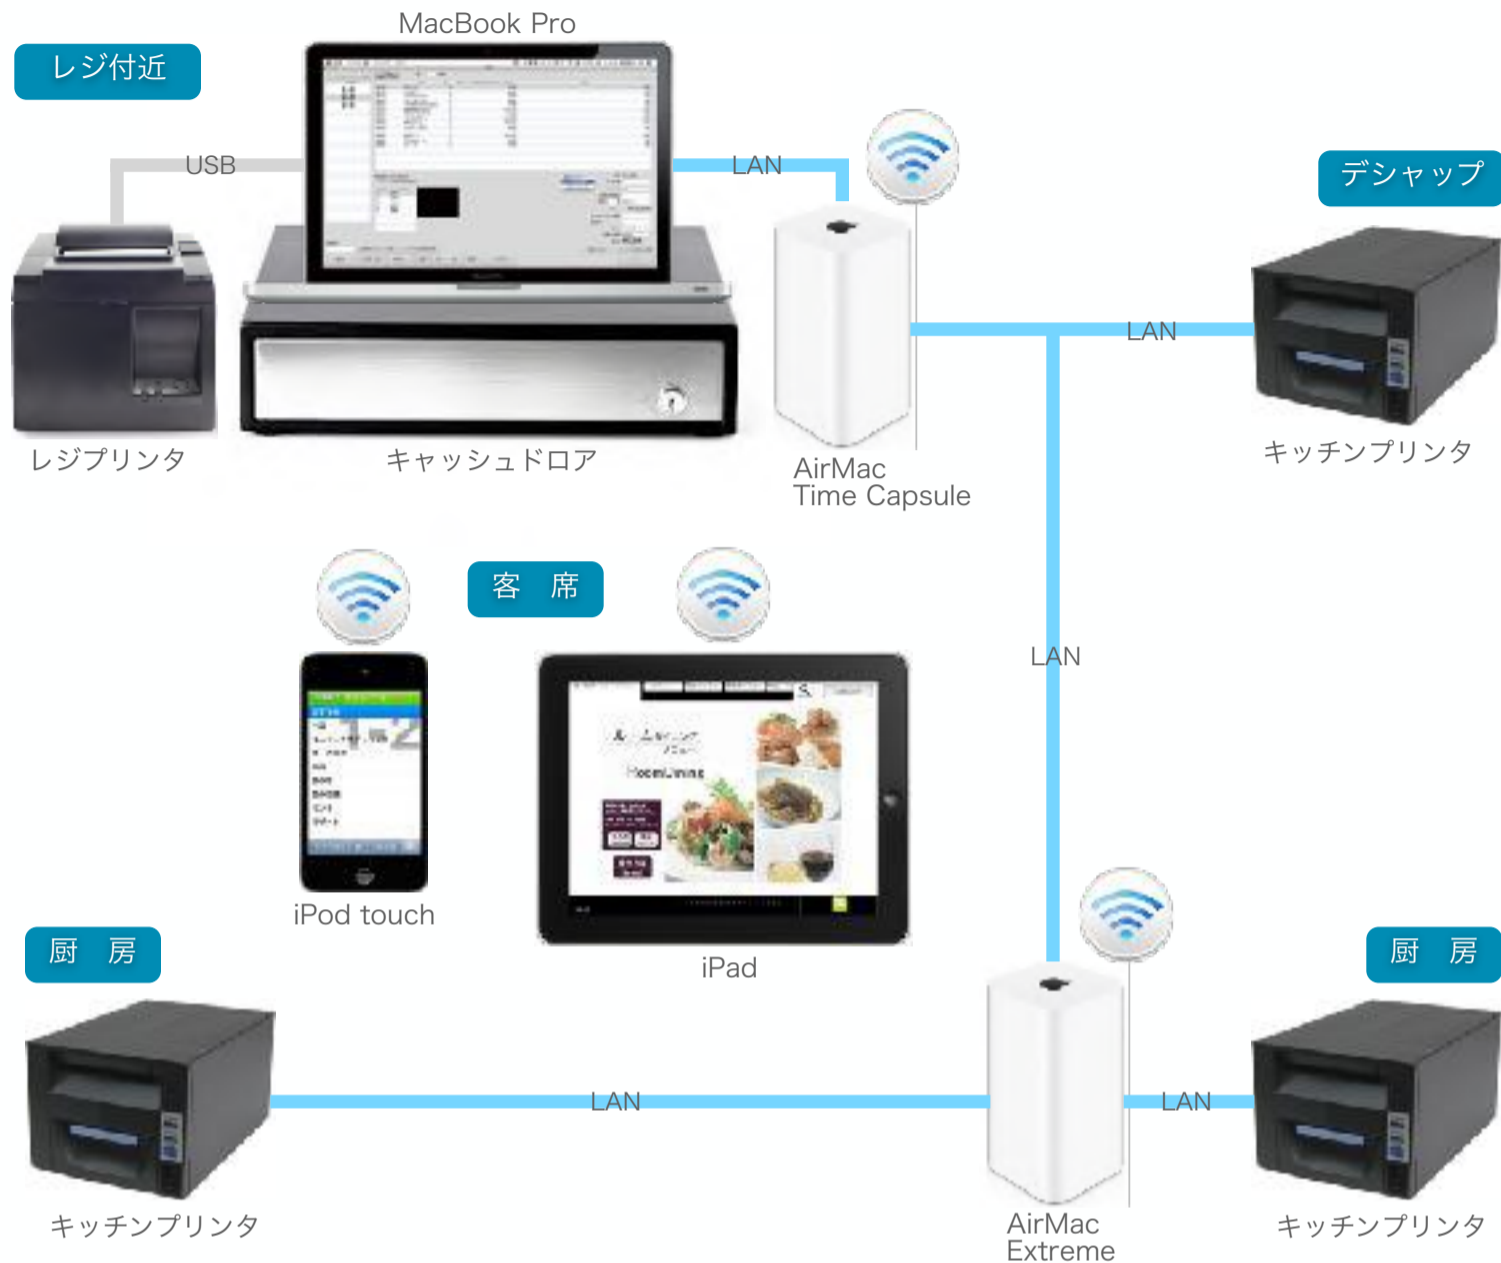 MacBook Pro
レジ付近
USB
LAN
デシャップ
LAN
レジプリンタ
キャッシュドロア
AirMac
Time Capsule
キッチンプリンタ
客　席
LAN
Room Dining
iPod touch
iPad
厨　房
厨　房
LAN
LAN
キッチンプリンタ
AirMac
Extreme
キッチンプリンタ